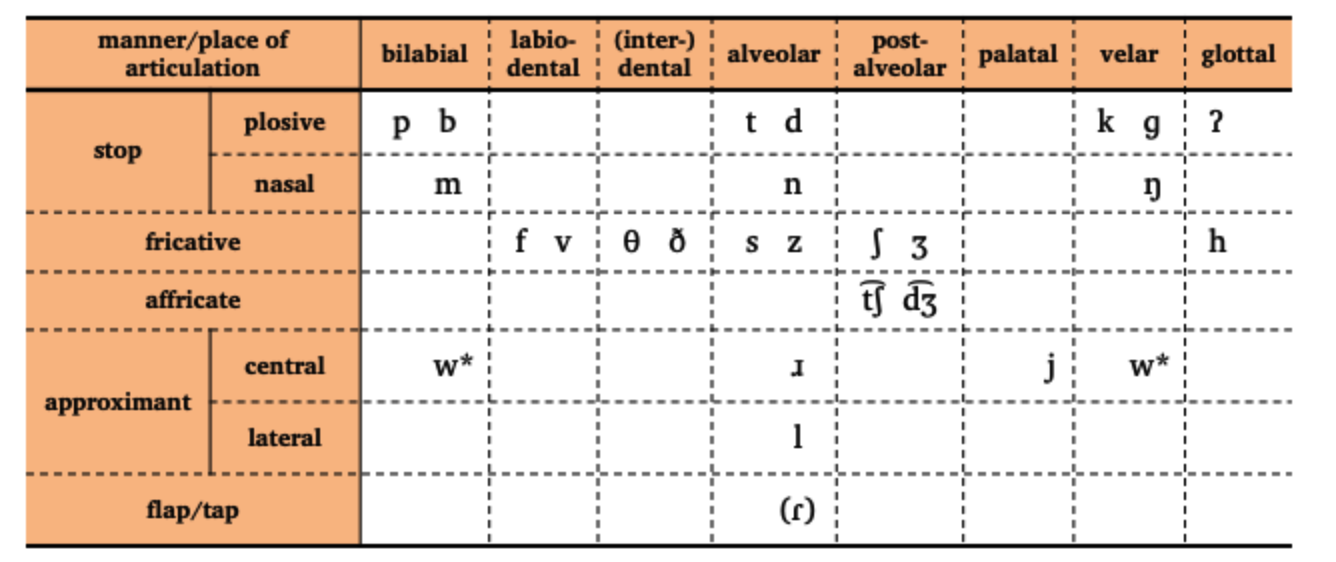 manner/place of articulation bilabial labio-dental (inter-) dental alveolar post-alveolar palatal velar glottal
stop plosive p b t d k ɡ ʔ
nasal m n ŋ
fricative f v θ ð s z ʃ ʒ h
affricate t͡ʃ d͡ʒ
approximant central w* ɹ j w*
lateral l
flap/tap (ɾ)